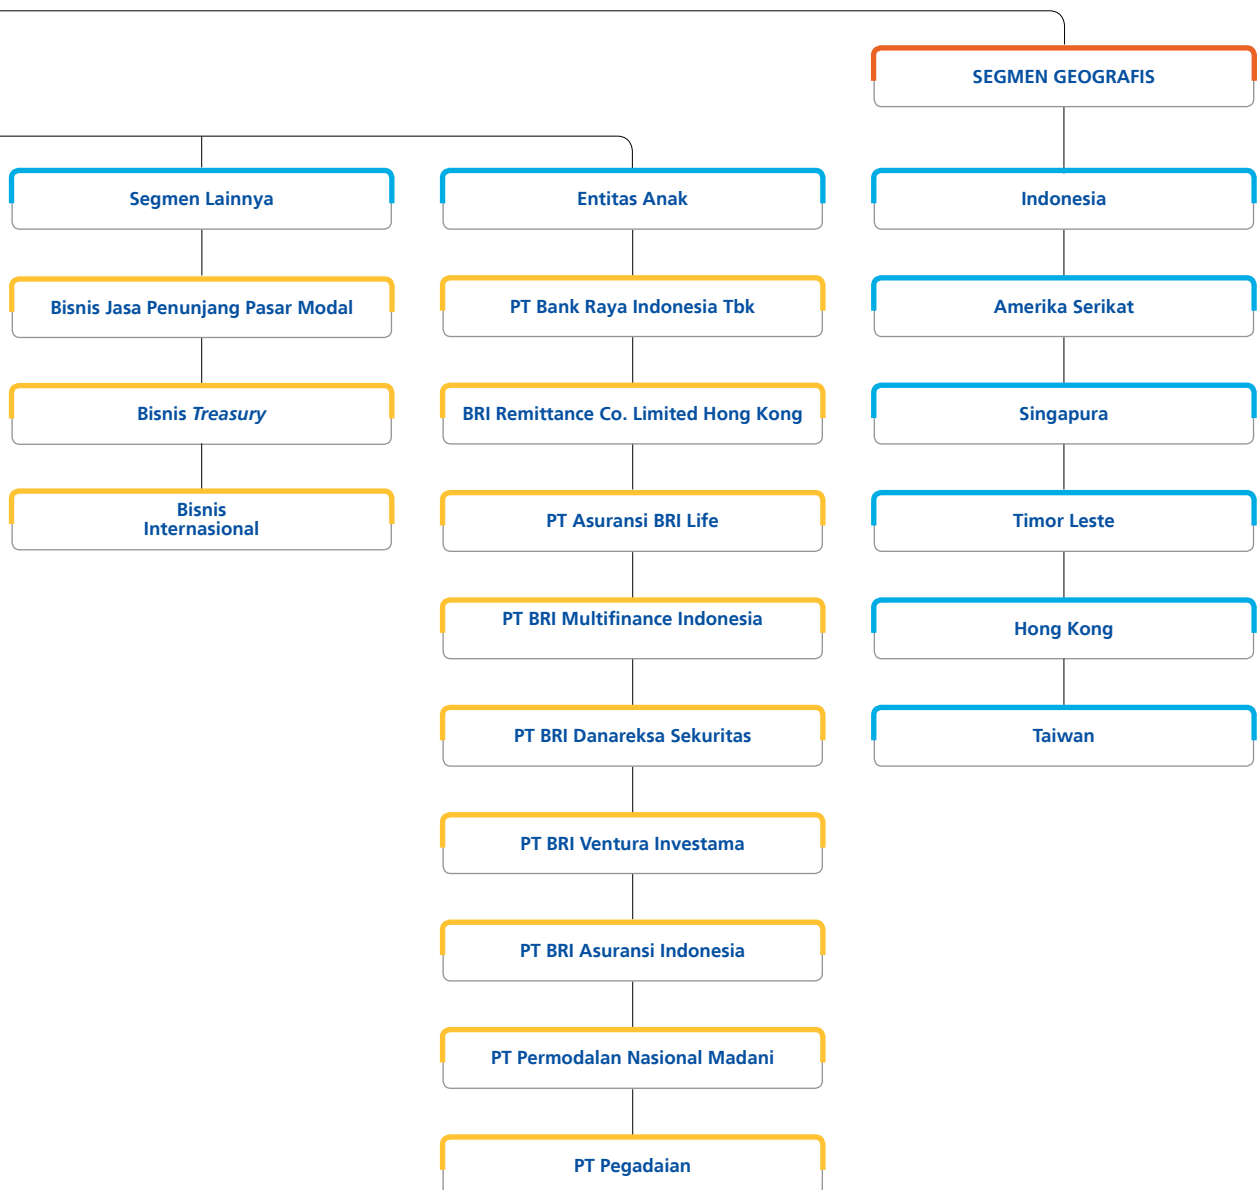 SEGMEN GEOGRAFIS
Segmen Lainnya
Bisnis Jasa Penunjang Pasar Modal
Bisnis Treasury
Bisnis
Internasional
Entitas Anak
PT Bank Raya Indonesia Tbk
BRI Remittance Co. Limited Hong Kong
PT Asuransi BRI Life
PT BRI Multifinance Indonesia
PT BRI Danareksa Sekuritas
PT BRI Ventura Investama
PT BRI Asuransi Indonesia
PT Permodalan Nasional Madani
PT Pegadaian
Indonesia
Amerika Serikat
Singapura
Timor Leste
Hong Kong
Taiwan